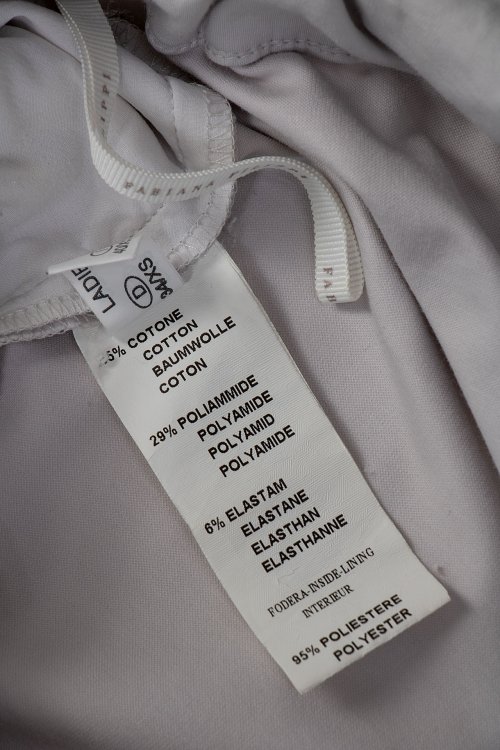 FABIANA
LADIE
D
34/XS
5% COTONE
COTTON
BAUMWOLLE
COTON
29% POLIAMMIDE
POLYAMIDE
POLYAMID
POLYAMIDE
6% ELASTAM
ELASTANE
ELASTHAN
ELASTHANNE
FODERA-INSIDE-LINING
INTERIEUR
95% POLIESTERE
POLYESTER